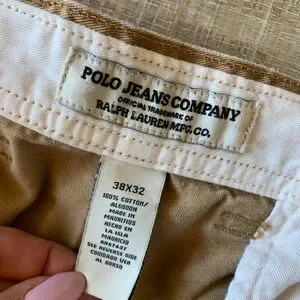 POLO JEANS COMPANY
OFFICIAL TRADEMARK OF
RALPH LAUREN MFG. CO.
38X32
100% COTTON/
ALGODON
MADE IN
MAURITIUS
HECHO EN
LA ISLA
MAURICIO
SEE REVERSE SIDE
CUIDADO VER
AL DORSO